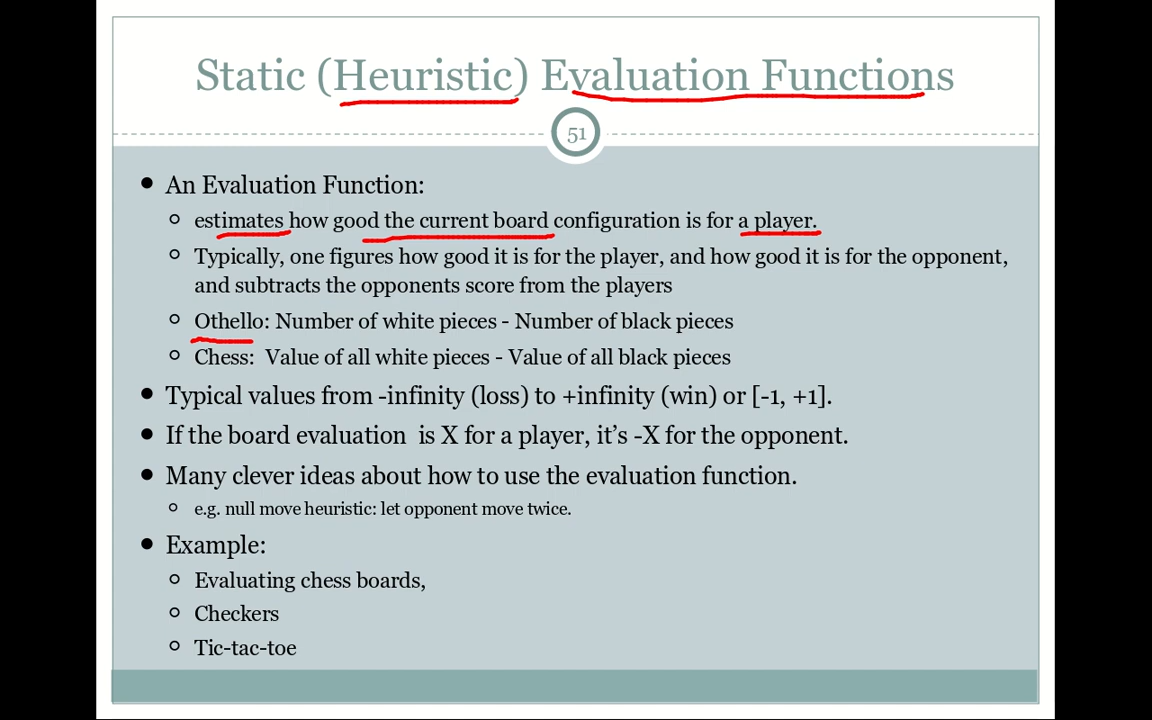 Static (Heuristic) Evaluation Functions
51
An Evaluation Function:
estimates how good the current board configuration is for a player.
Typically, one figures how good it is for the player, and how good it is for the opponent,
and subtracts the opponents score from the players
Othello: Number of white pieces - Number of black pieces
Chess: Value of all white pieces - Value of all black pieces
Typical values from -infinity (loss) to +infinity (win) or [-1, +1].
If the board evaluation is X for a player, it's -X for the opponent.
Many clever ideas about how to use the evaluation function.
e.g. null move heuristic: let opponent move twice.
Example:
Evaluating chess boards,
Checkers
Tic-tac-toe